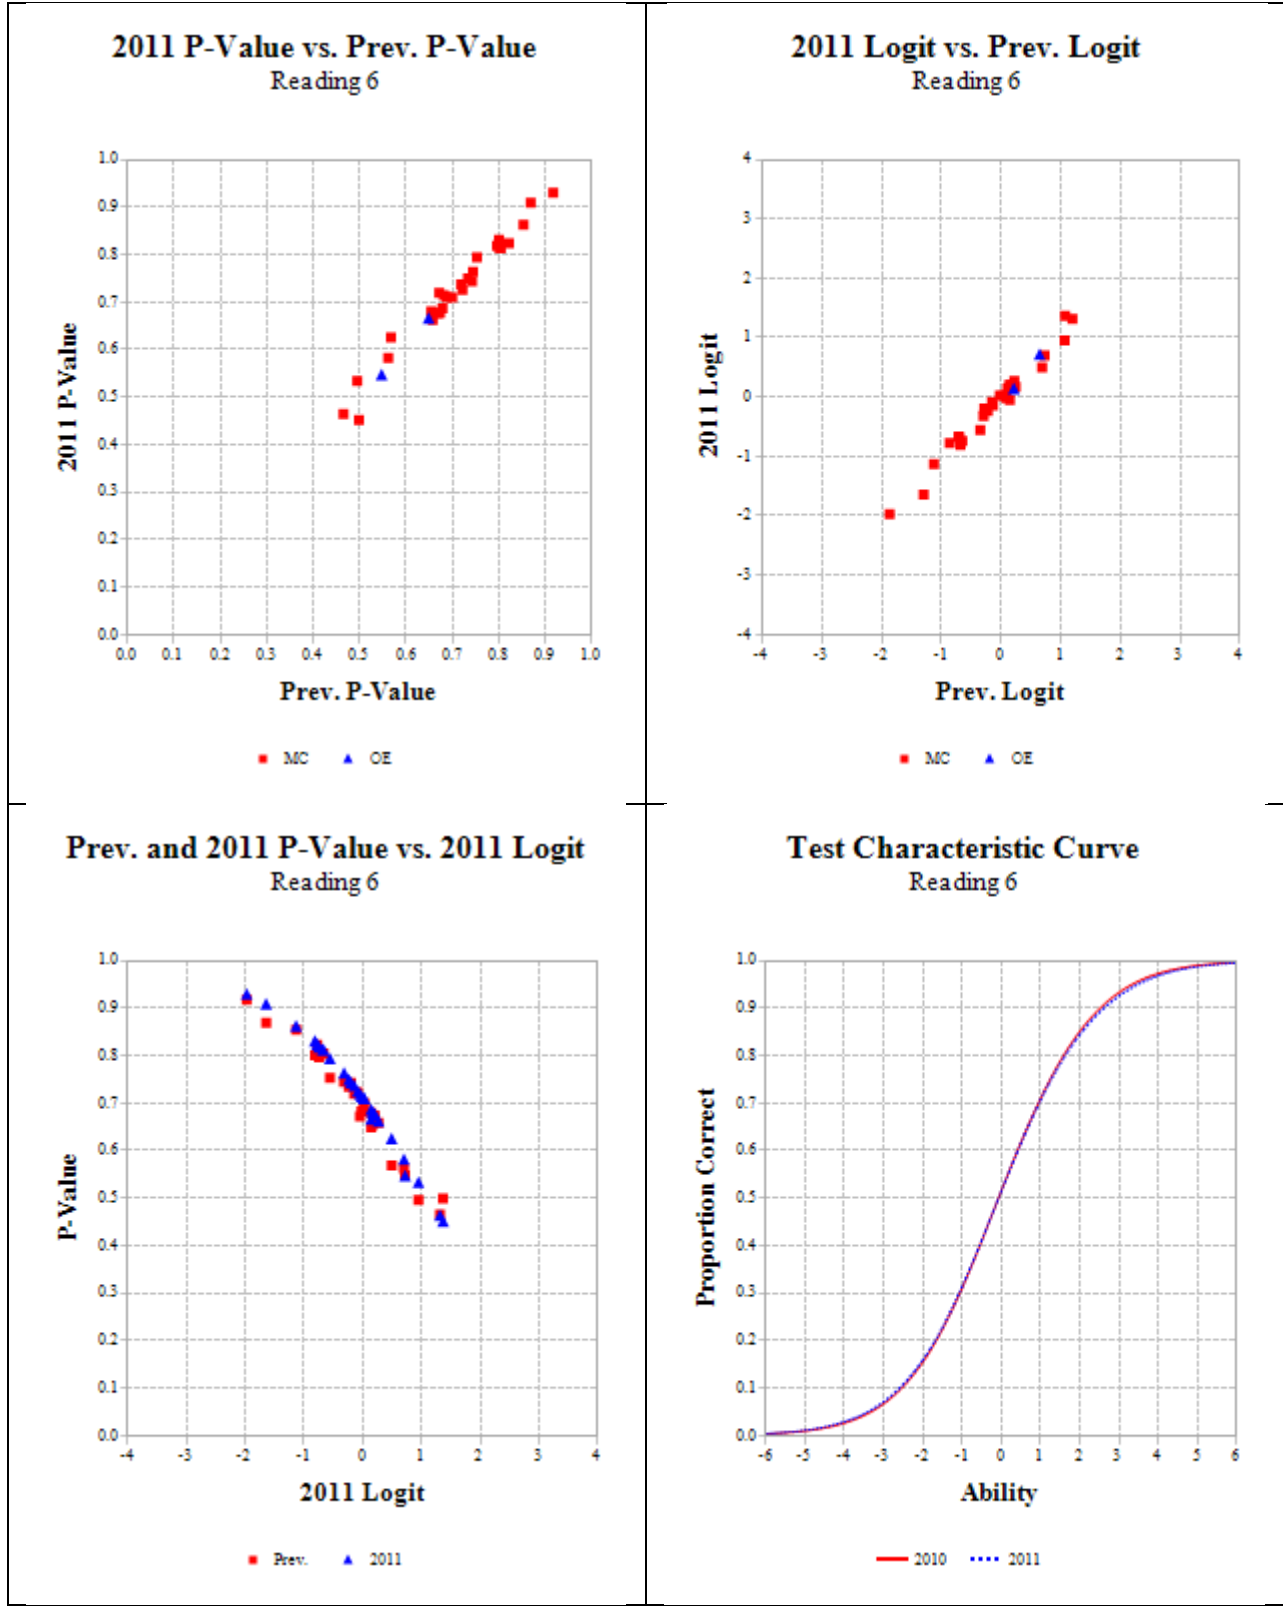 2011 P-Value vs. Prev. P-Value
Reading 6
1.0
0.9
0.8
0.7
0.6
0.5
0.4
0.3
0.2
0.1
0.0
2011 P-Value
0.0 0.1 0.2 0.3 0.4 0.5 0.6 0.7 0.8 0.9 1.0
Prev. P-Value
MC OE
2011 Logit vs. Prev. Logit
Reading 6
4
3
2
1
0
-1
-2
-3
-4
2011 Logit
-4 -3 -2 -1 0 1 2 3 4
Prev. Logit
MC OE
Prev. and 2011 P-Value vs. 2011 Logit
Reading 6
1.0
0.9
0.8
0.7
0.6
0.5
0.4
0.3
0.2
0.1
0.0
P-Value
-4 -3 -2 -1 0 1 2 3 4
2011 Logit
Prev. 2011
Test Characteristic Curve
Reading 6
1.0
0.9
0.8
0.7
0.6
0.5
0.4
0.3
0.2
0.1
0.0
Proportion Correct
-6 -5 -4 -3 -2 -1 0 1 2 3 4 5 6
Ability
2010 2011